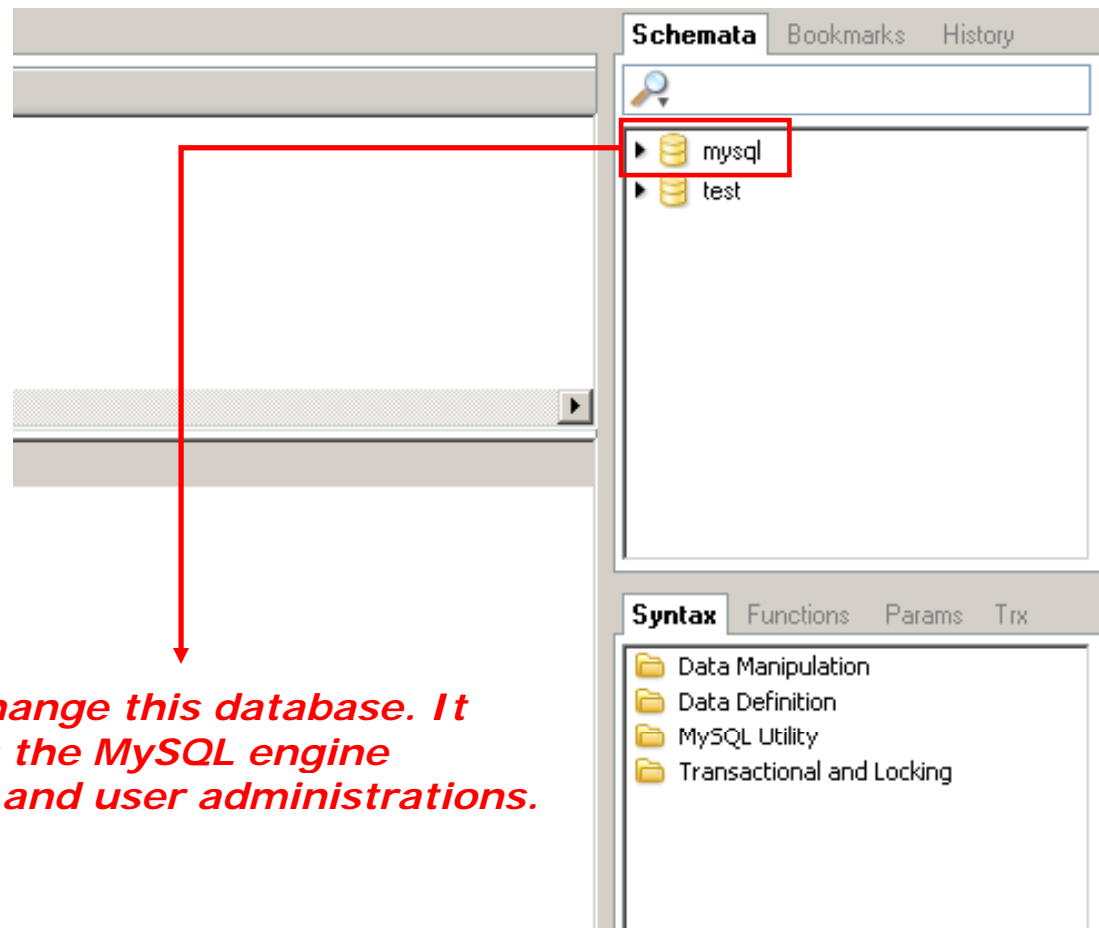 Schemata Bookmarks History
mysql
test
Syntax Functions Params Trx
Data Manipulation
Data Definition
MySQL Utility
Transactional and Locking
this database. It
the MySQL engine
and user administrations.